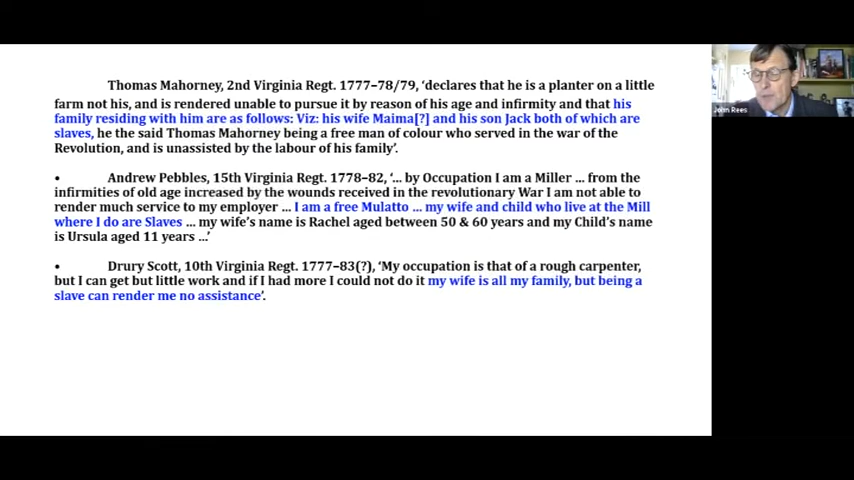 Thomas Mahorney, 2nd Virginia Regt. 1777–78/79, ‘declares that he is a planter on a little
farm not his, and is rendered unable to pursue it by reason of his age and infirmity and that his
family residing with him are as follows: Viz: his wife Maima[?] and his son Jack both of which are
slaves, he the said Thomas Mahorney being a free man of colour who served in the war of the
Revolution, and is unassisted by the labour of his family’.
• Andrew Pebbles, 15th Virginia Regt. 1778–82, ‘… by Occupation I am a Miller … from the
infirmities of old age increased by the wounds received in the revolutionary War I am not able to
render much service to my employer … I am a free Mulatto … my wife and child who live at the Mill
where I do are Slaves … my wife’s name is Rachel aged between 50 & 60 years and my Child’s name
is Ursula aged 11 years …’
• Drury Scott, 10th Virginia Regt. 1777–83(?), ‘My occupation is that of a rough carpenter,
but I can get but little work and if I had more I could not do it my wife is all my family, but being a
slave can render me no assistance’.
John Rees